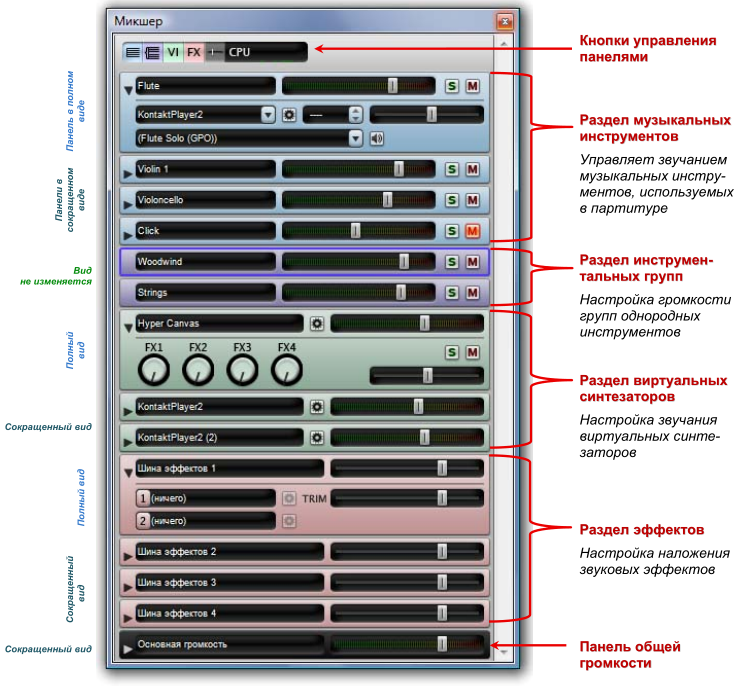 Микшер
VI FX CPU
Кнопки управления
панелями
Панель в полном
виде
Flute
S M
KontaktPlayer2
----
(Flute Solo (GPO))
Раздел музыкальных
инструментов
Управляет звучанием
музыкальных инстру-
ментов, используемых
в партитуре
Панели в
сокращенном
виде
Violin 1
S M
Violoncello
S M
Click
S M
Вид
не изменяется
Woodwind
S M
Strings
S M
Раздел инструмен-
тальных групп
Настройка громкости
групп однородных
инструментов
Полный
вид
Hyper Canvas
FX1 FX2 FX3 FX4
S M
Раздел виртуальных
синтезаторов
Настройка звучания
виртуальных синте-
заторов
Сокращенный вид
KontaktPlayer2
KontaktPlayer2 (2)
Полный вид
Шина эффектов 1
1 (ничего) TRIM
2 (ничего)
Раздел эффектов
Настройка наложения
звуковых эффектов
Сокращенный
вид
Шина эффектов 2
Шина эффектов 3
Шина эффектов 4
Сокращенный вид
Основная громкость
Панель общей
громкости